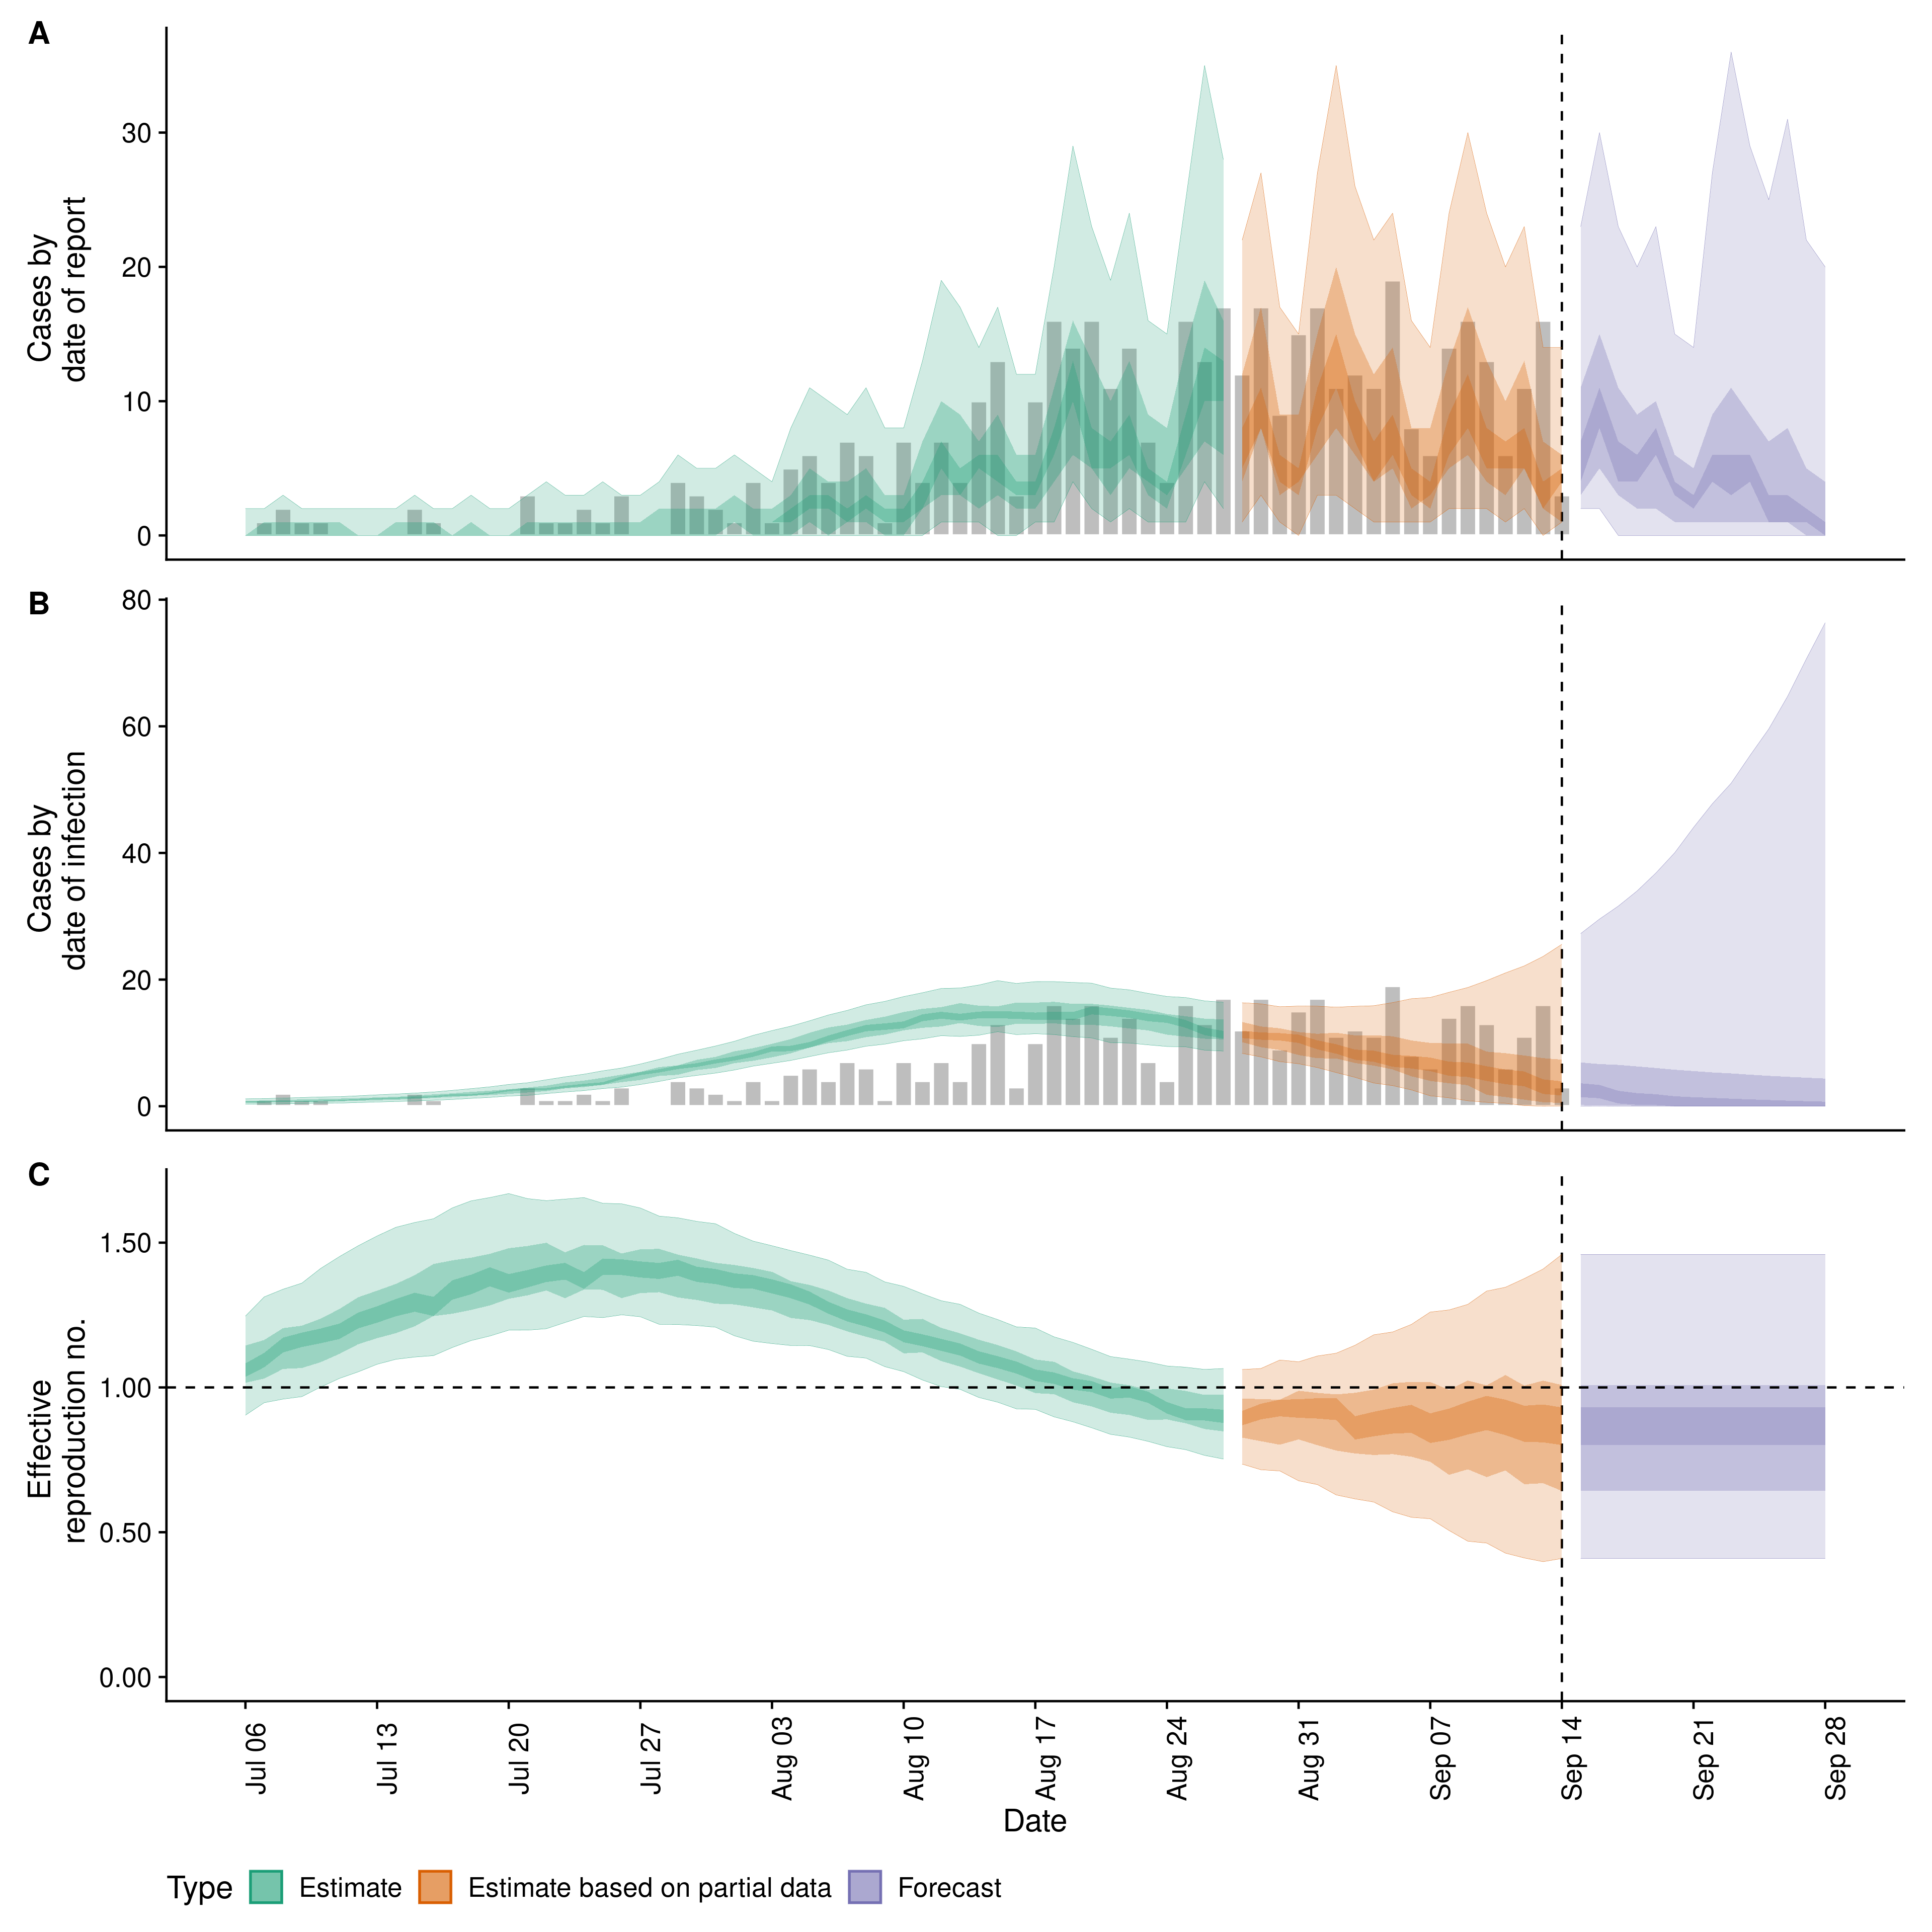 A
Cases by
date of report
30
20
10
0
B
Cases by
date of infection
80
60
40
20
0
C
Effective
reproduction no.
1.50
1.00
0.50
0.00
Jul 06
Jul 13
Jul 20
Jul 27
Aug 03
Aug 10
Aug 17
Aug 24
Aug 31
Sep 07
Sep 14
Sep 21
Sep 28
Date
Type Estimate Estimate based on partial data Forecast